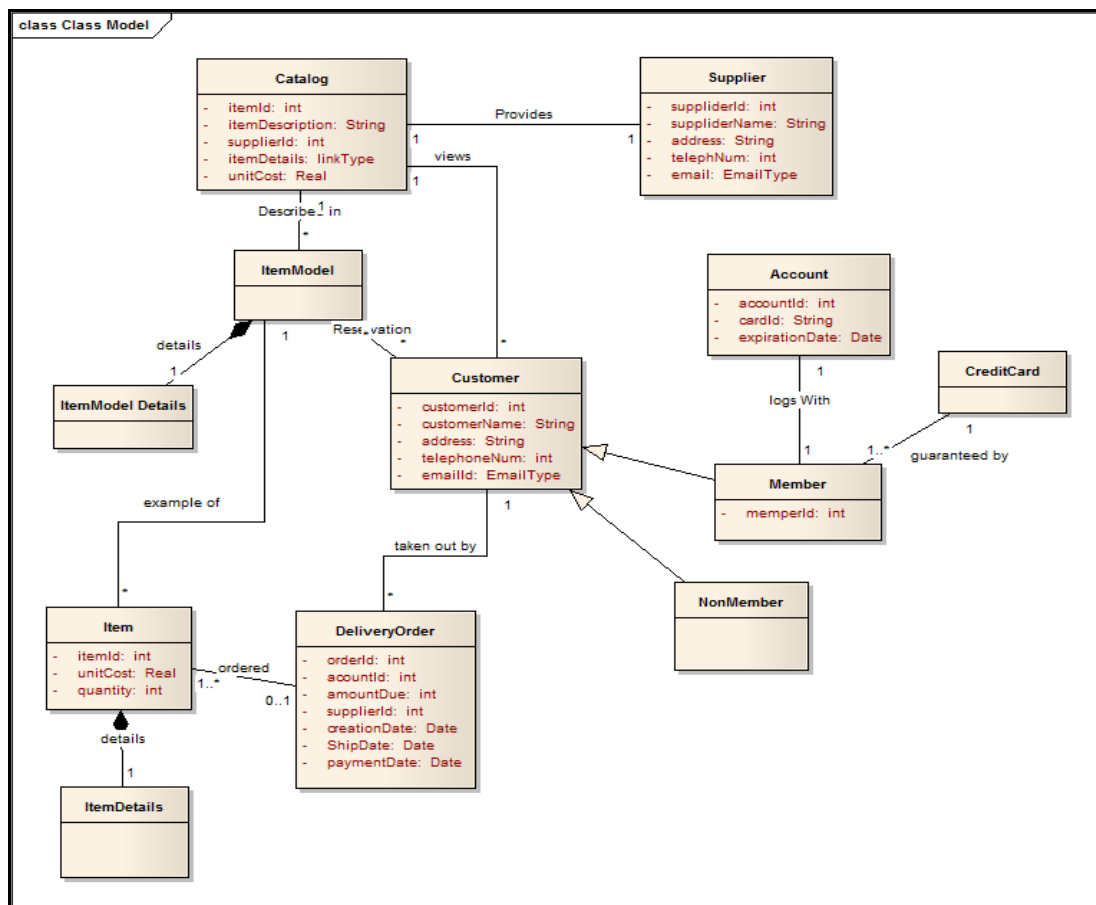 class Class Model
Catalog
- itemId: int
- itemDescription: String
- supplierId: int
- itemDetails: linkType
- unitCost: Real
Supplier
- suppliderId: int
- suppliderName: String
- address: String
- telephNum: int
- email: EmailType
Provides
1
1
views
1
1
in
*
ItemModel
1
*
*
details
1
ItemModel Details
Account
- accountId: int
- cardId: String
- expirationDate: Date
1
logs With
1
CreditCard
1
1..*
guaranteed by
Customer
- customerId: int
- customerName: String
- address: String
- telephoneNum: int
- emailId: EmailType
*
1
Member
- memperId: int
example of
taken out by
*
*
NonMember
Item
- itemId: int
- unitCost: Real
- quantity: int
ordered
1..*
0..1
DeliveryOrder
- orderId: int
- acountId: int
- amountDue: int
- supplierId: int
- creationDate: Date
- ShipDate: Date
- paymentDate: Date
details
1
ItemDetails